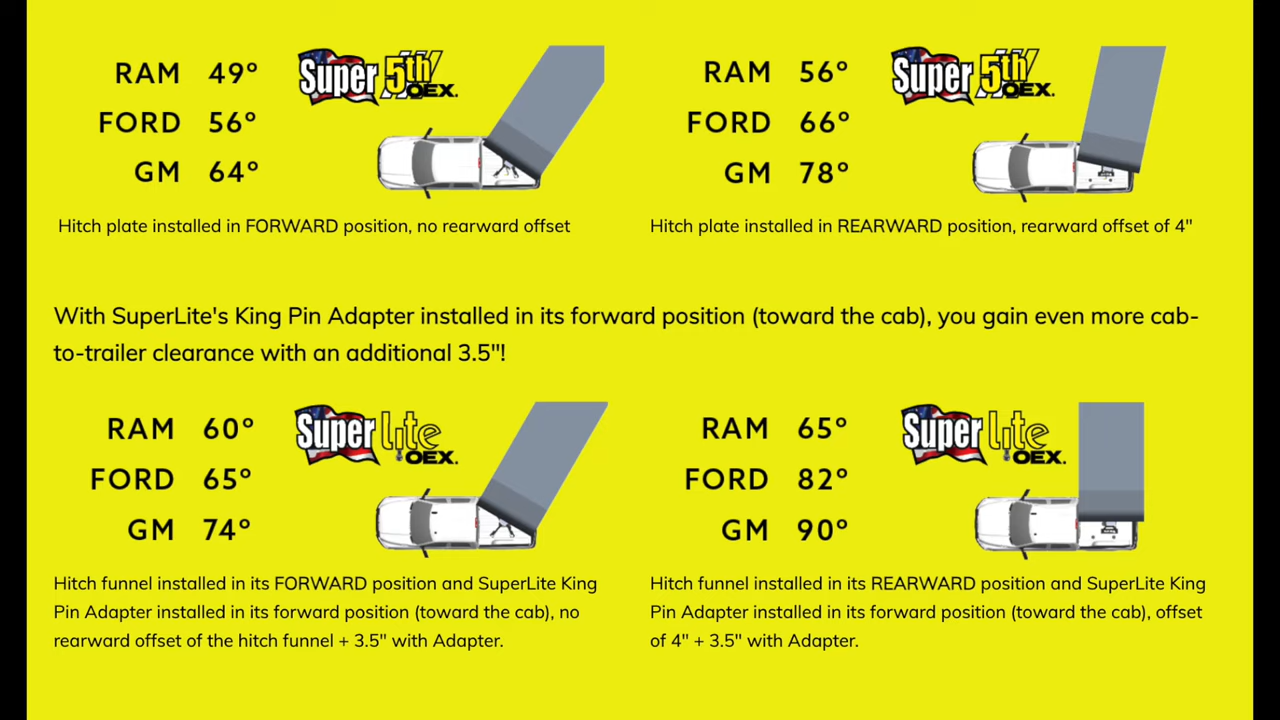 RAM 49°
FORD 56°
GM 64°
Super 5th OEX.
Hitch plate installed in FORWARD position, no rearward offset
RAM 56°
FORD 66°
GM 78°
Super 5th OEX.
Hitch plate installed in REARWARD position, rearward offset of 4"
With SuperLite's King Pin Adapter installed in its forward position (toward the cab), you gain even more cab-
to-trailer clearance with an additional 3.5"!
RAM 60°
FORD 65°
GM 74°
Super lite OEX.
Hitch funnel installed in its FORWARD position and SuperLite King
Pin Adapter installed in its forward position (toward the cab), no
rearward offset of the hitch funnel + 3.5" with Adapter.
RAM 65°
FORD 82°
GM 90°
Super lite OEX.
Hitch funnel installed in its REARWARD position and SuperLite King
Pin Adapter installed in its forward position (toward the cab), offset
of 4" + 3.5" with Adapter.